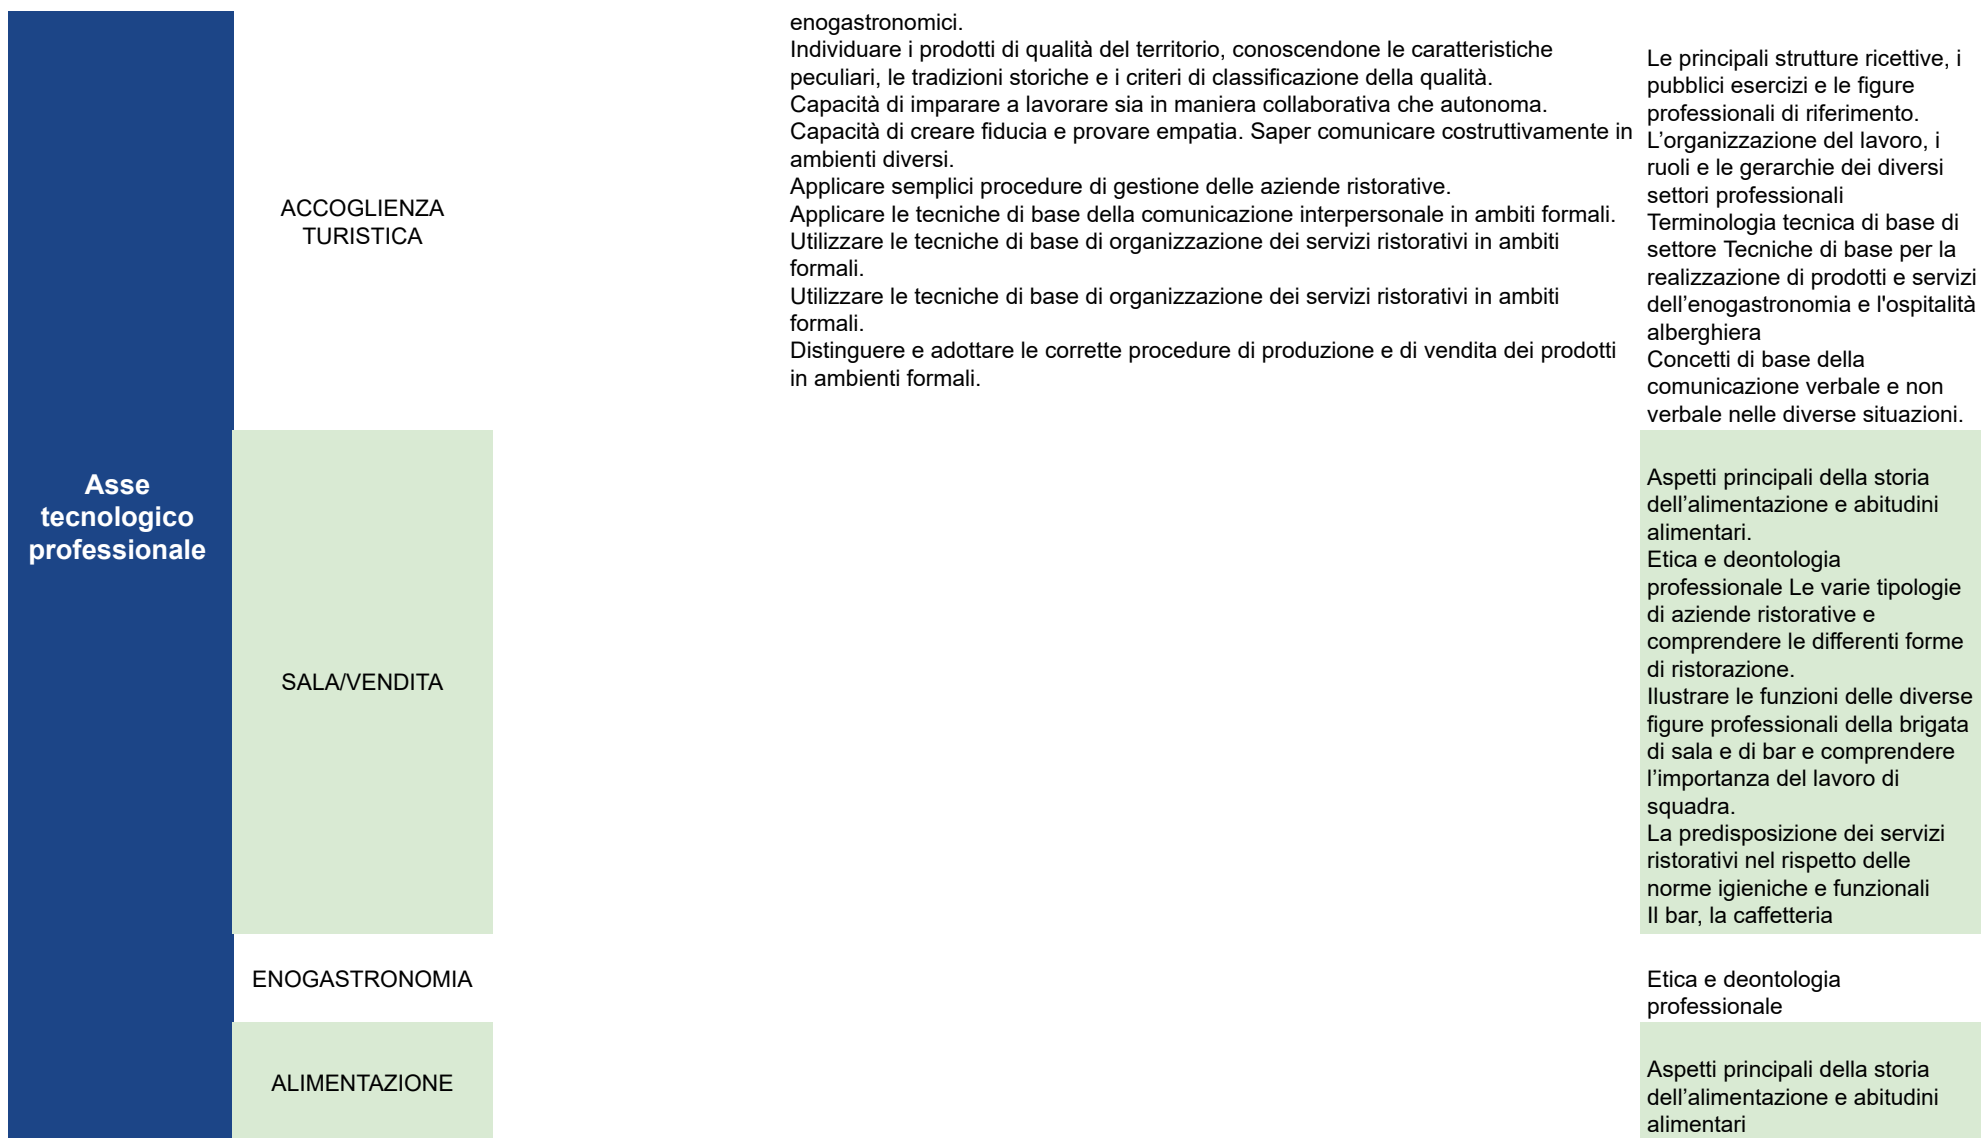 Asse
tecnologico
professionale
ACCOGLIENZA
TURISTICA
enogastronomici.
Individuare i prodotti di qualità del territorio, conoscendone le caratteristiche
peculiari, le tradizioni storiche e i criteri di classificazione della qualità.
Capacità di imparare a lavorare sia in maniera collaborativa che autonoma.
Capacità di creare fiducia e provare empatia. Saper comunicare costruttivamente in
ambienti diversi.
Applicare semplici procedure di gestione delle aziende ristorative.
Applicare le tecniche di base della comunicazione interpersonale in ambiti formali.
Utilizzare le tecniche di base di organizzazione dei servizi ristorativi in ambiti
formali.
Utilizzare le tecniche di base di organizzazione dei servizi ristorativi in ambiti
formali.
Distinguere e adottare le corrette procedure di produzione e di vendita dei prodotti
in ambienti formali.
Le principali strutture ricettive, i
pubblici esercizi e le figure
professionali di riferimento.
L’organizzazione del lavoro, i
ruoli e le gerarchie dei diversi
settori professionali
Terminologia tecnica di base di
settore Tecniche di base per la
realizzazione di prodotti e servizi
dell’enogastronomia e l'ospitalità
alberghiera
Concetti di base della
comunicazione verbale e non
verbale nelle diverse situazioni.
SALA/VENDITA
Aspetti principali della storia
dell’alimentazione e abitudini
alimentari.
Etica e deontologia
professionale Le varie tipologie
di aziende ristorative e
comprendere le differenti forme
di ristorazione.
Ilustrare le funzioni delle diverse
figure professionali della brigata
di sala e di bar e comprendere
l’importanza del lavoro di
squadra.
La predisposizione dei servizi
ristorativi nel rispetto delle
norme igieniche e funzionali
Il bar, la caffetteria
ENOGASTRONOMIA
Etica e deontologia
professionale
ALIMENTAZIONE
Aspetti principali della storia
dell’alimentazione e abitudini
alimentari